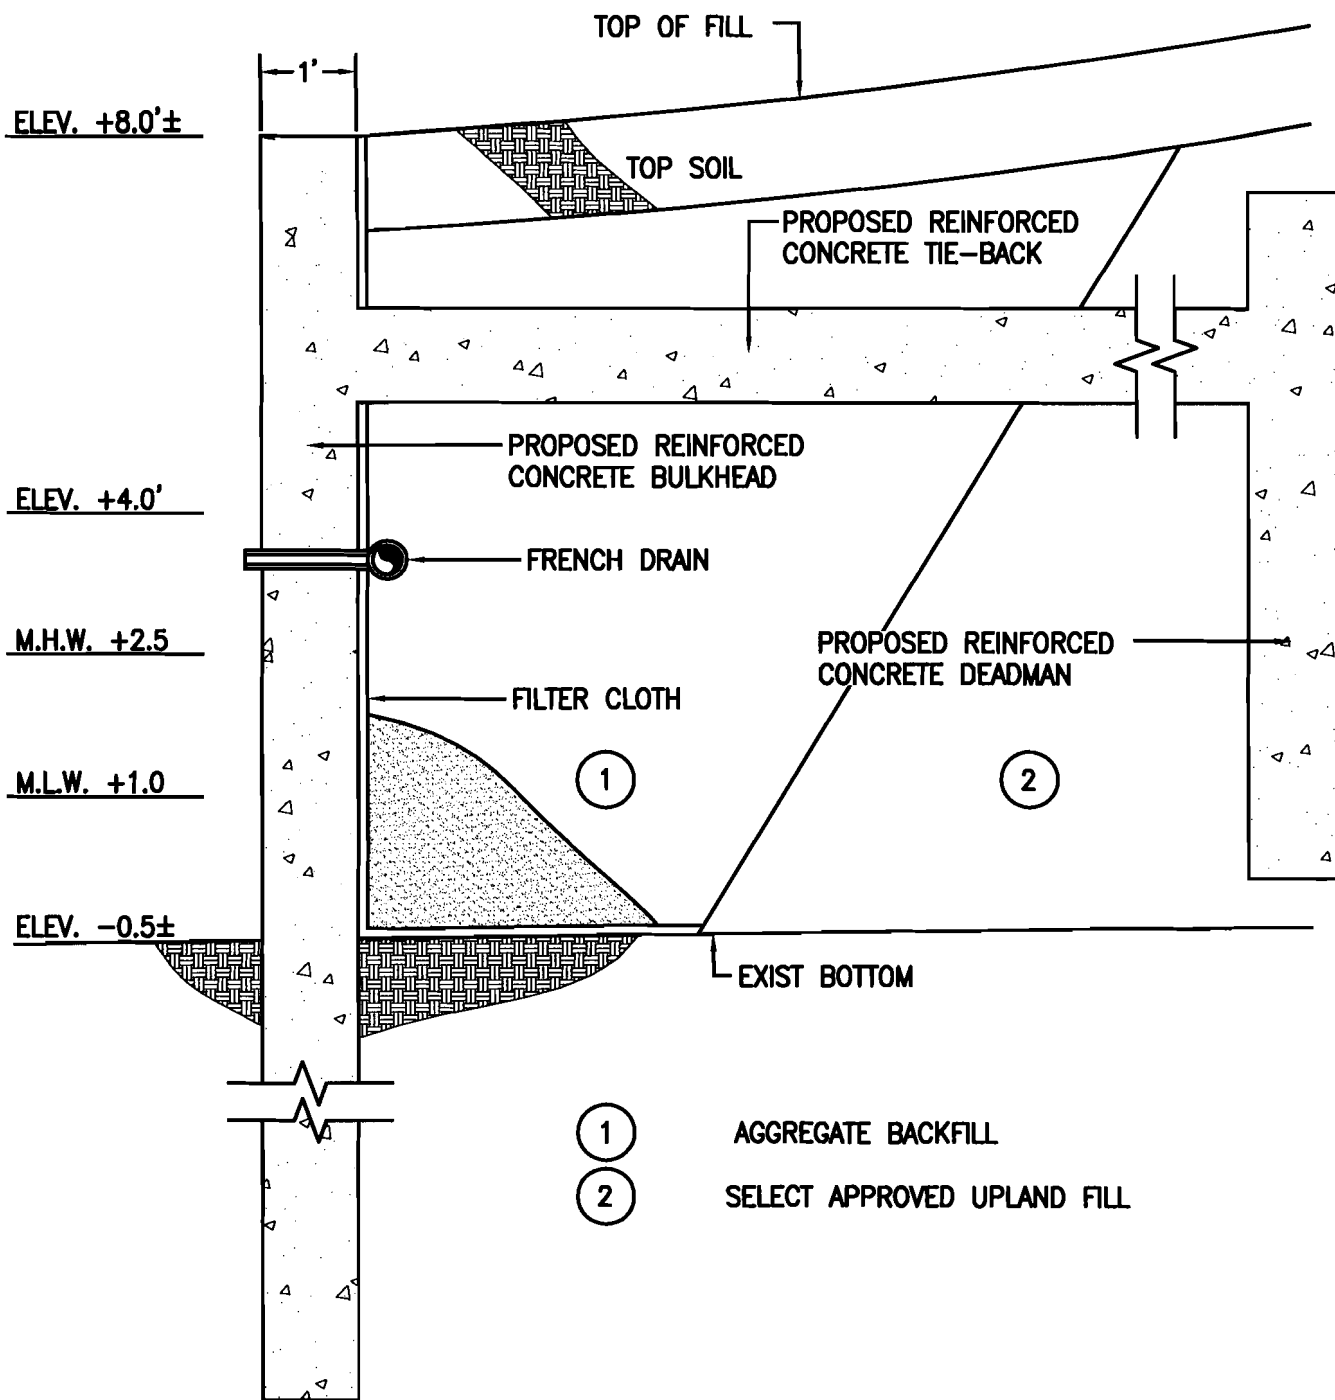 TOP OF FILL
1'
ELEV. +8.0'±
TOP SOIL
PROPOSED REINFORCED
CONCRETE TIE-BACK
PROPOSED REINFORCED
CONCRETE BULKHEAD
ELEV. +4.0'
FRENCH DRAIN
M.H.W. +2.5
PROPOSED REINFORCED
CONCRETE DEADMAN
FILTER CLOTH
1
2
M.L.W. +1.0
ELEV. -0.5±
EXIST BOTTOM
1 AGGREGATE BACKFILL
2 SELECT APPROVED UPLAND FILL